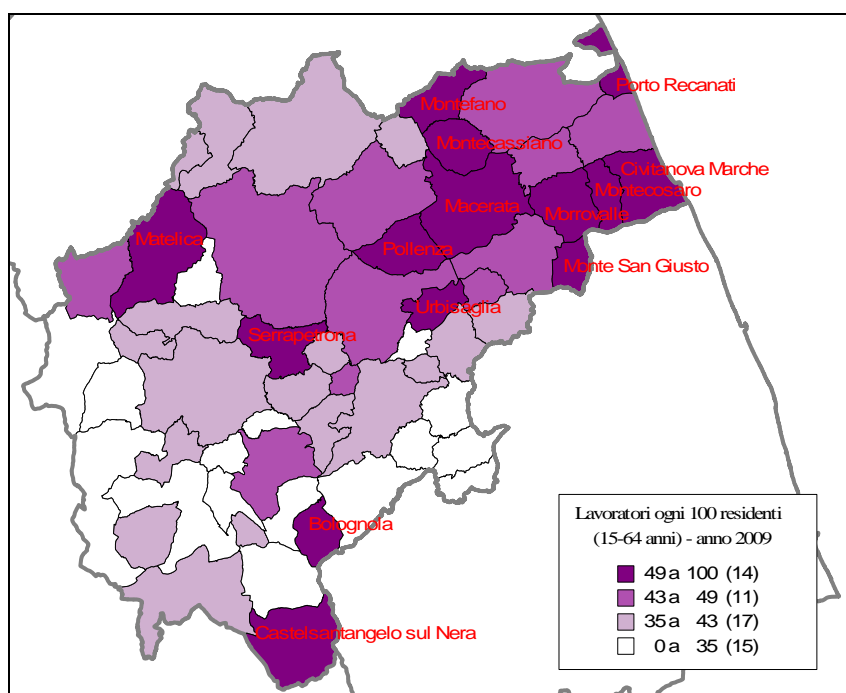 Porto Recanati
Montefano
Montecassiano
Civitanova Marche
Montecosaro
Macerata
Morrovalle
Matelica
Pollenza
Monte San Giusto
Urbisaglia
Serrapetrona
Bolognola
Castelsantangelo sul Nera
Lavoratori ogni 100 residenti
(15-64 anni) - anno 2009
49 a 100 (14)
43 a 49 (11)
35 a 43 (17)
0 a 35 (15)